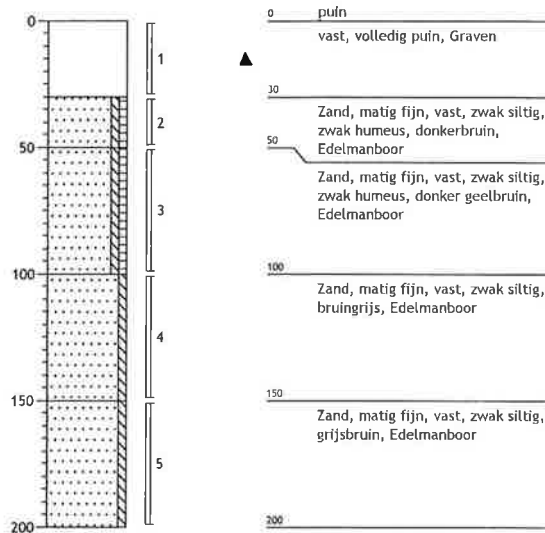 0
50
100
150
200
1
2
3
4
5
0
puin
vast, volledig puin, Graven
30
Zand, matig fijn, vast, zwak siltig,
zwak humeus, donkerbruin,
Edelmanboor
50
Zand, matig fijn, vast, zwak siltig,
zwak humeus, donker geelbruin,
Edelmanboor
100
Zand, matig fijn, vast, zwak siltig,
bruingrijs, Edelmanboor
150
Zand, matig fijn, vast, zwak siltig,
grijsbruin, Edelmanboor
200